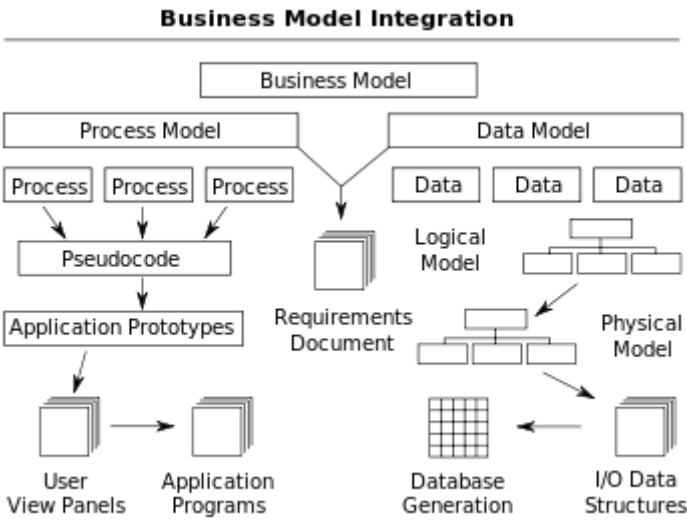 Business Model Integration
Business Model
Process Model
Data Model
Process
Process
Process
Data
Data
Data
Pseudocode
Logical
Model
Application Prototypes
Requirements
Document
Physical
Model
User
View Panels
Application
Programs
Database
Generation
I/O Data
Structures